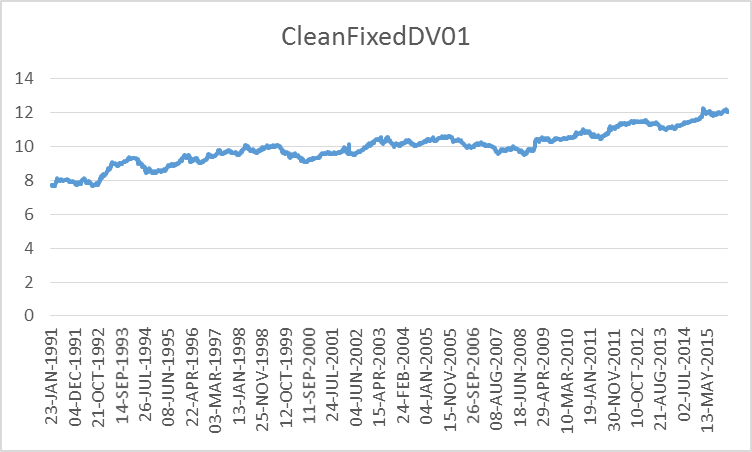 CleanFixedDV01
14
12
10
8
6
4
2
0
23-JAN-1991
04-DEC-1991
21-OCT-1992
14-SEP-1993
26-JUL-1994
08-JUN-1995
22-APR-1996
03-MAR-1997
13-JAN-1998
25-NOV-1998
12-OCT-1999
11-SEP-2000
24-JUL-2001
04-JUN-2002
15-APR-2003
24-FEB-2004
04-JAN-2005
15-NOV-2005
26-SEP-2006
08-AUG-2007
18-JUN-2008
29-APR-2009
10-MAR-2010
19-JAN-2011
30-NOV-2011
10-OCT-2012
21-AUG-2013
02-JUL-2014
13-MAY-2015